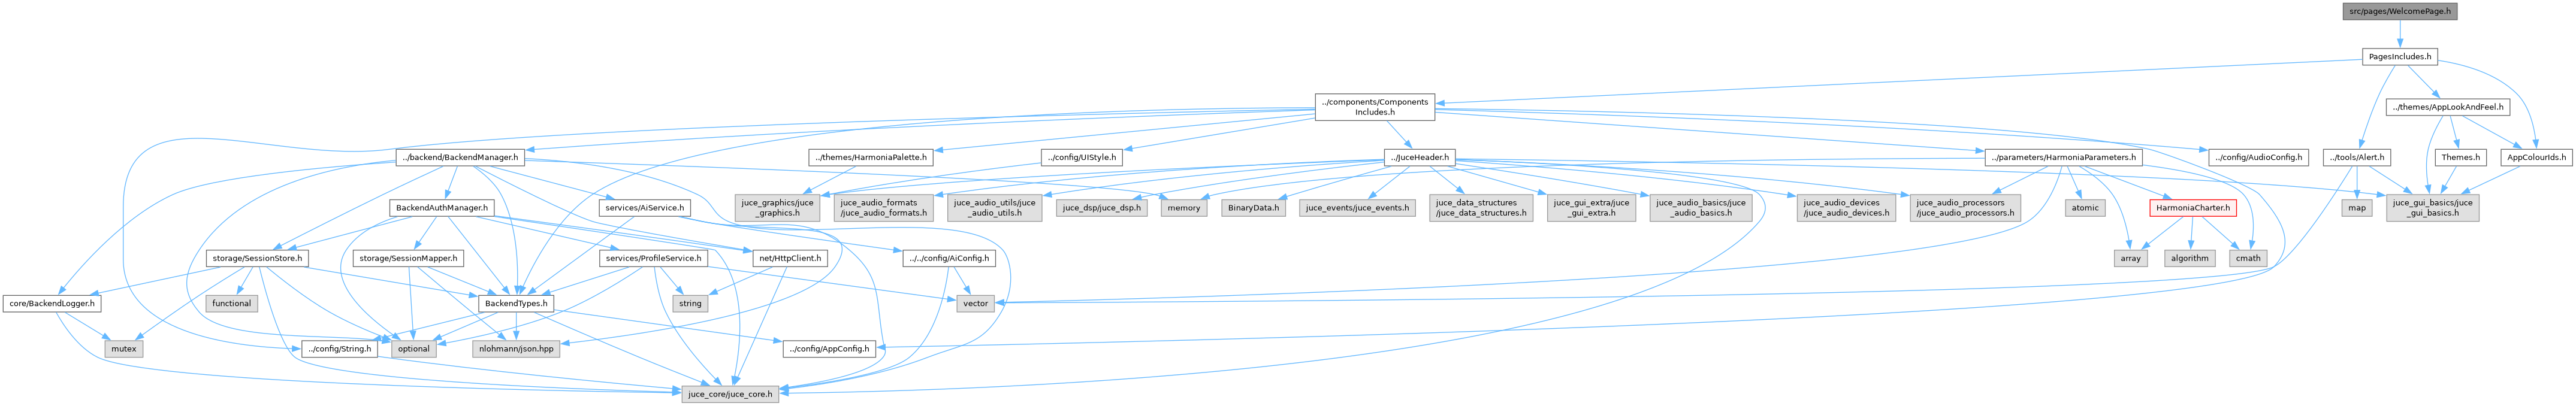 src/pages/WelcomePage.h
PagesIncludes.h
../components/Components
Includes.h
../themes/AppLookAndFeel.h
../backend/BackendManager.h
../themes/HarmoniaPalette.h
../config/UIStyle.h
../JuceHeader.h
../parameters/HarmoniaParameters.h
../config/AudioConfig.h
../tools/Alert.h
Themes.h
AppColourIds.h
BackendAuthManager.h
services/AiService.h
juce_graphics/juce
_graphics.h
juce_audio_formats
/juce_audio_formats.h
juce_audio_utils/juce
_audio_utils.h
juce_dsp/juce_dsp.h
memory
BinaryData.h
juce_events/juce_events.h
juce_data_structures
/juce_data_structures.h
juce_gui_extra/juce
_gui_extra.h
juce_audio_basics/juce
_audio_basics.h
juce_audio_devices
/juce_audio_devices.h
juce_audio_processors
/juce_audio_processors.h
atomic
HarmoniaCharter.h
map
juce_gui_basics/juce
_gui_basics.h
storage/SessionStore.h
storage/SessionMapper.h
services/ProfileService.h
net/HttpClient.h
../../config/AiConfig.h
array
algorithm
cmath
core/BackendLogger.h
functional
BackendTypes.h
string
vector
mutex
../config/String.h
optional
nlohmann/json.hpp
../config/AppConfig.h
juce_core/juce_core.h